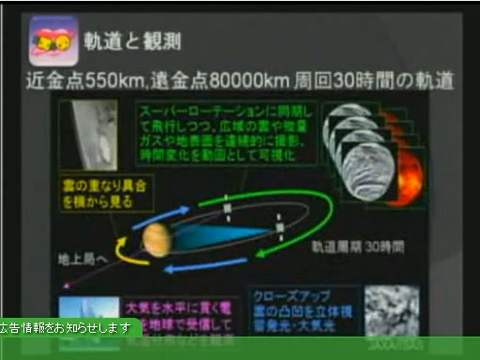 軌道と観測
近金点550km,遠金点80000km 周回30時間の軌道
スーパーローテーションに同期し
て飛行しつつ、広域の雲や微量
ガスや地表面を連続的に撮影、
時間変化を動画として可視化
雲の重なり具合
を横から見る
軌道周期 30時間
地上局へ
大気を水平に貫く電
を地球で受信して
クローズアップ
雲の凸凹を立体視
雷発光・大気光
広告情報をお知らせします